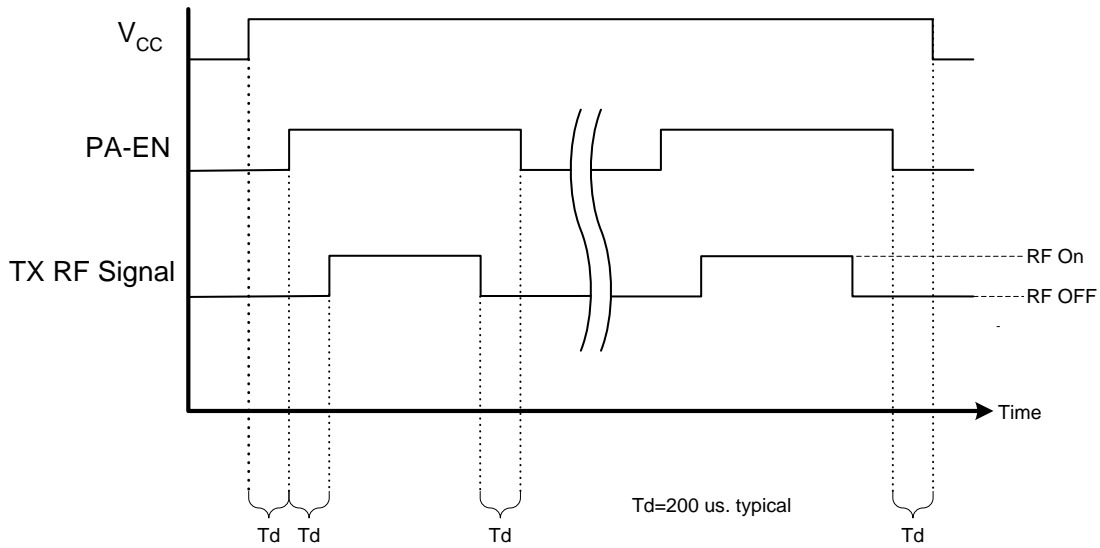 VCC
PA-EN
TX RF Signal
RF On
RF OFF
Time
Td=200 us. typical
Td Td Td Td